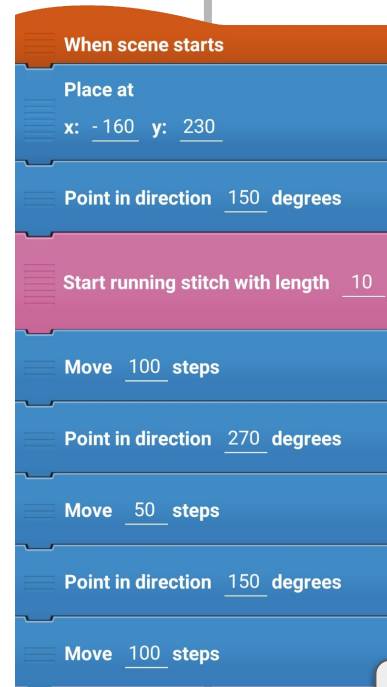 When scene starts
Place at
x: - 160 y: 230
Point in direction 150 degrees
Start running stitch with length 10
Move 100 steps
Point in direction 270 degrees
Move 50 steps
Point in direction 150 degrees
Move 100 steps